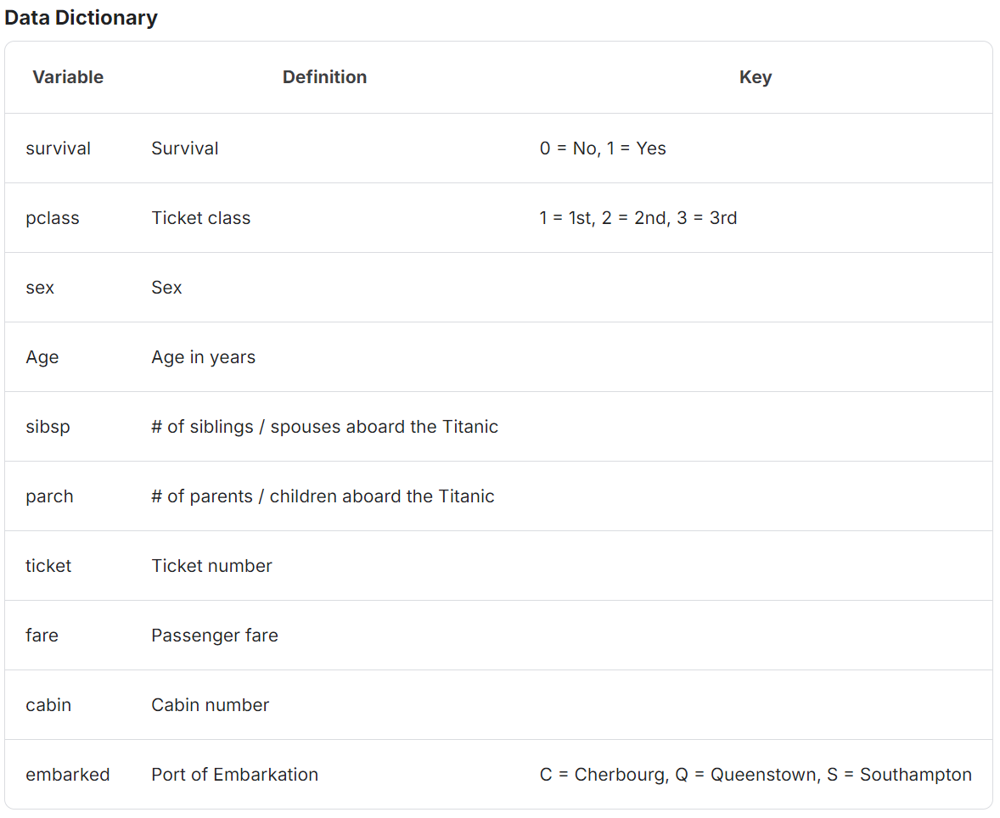 Data Dictionary
Variable Definition Key
survival Survival 0 = No, 1 = Yes
pclass Ticket class 1 = 1st, 2 = 2nd, 3 = 3rd
sex Sex
Age Age in years
sibsp # of siblings / spouses aboard the Titanic
parch # of parents / children aboard the Titanic
ticket Ticket number
fare Passenger fare
cabin Cabin number
embarked Port of Embarkation C = Cherbourg, Q = Queenstown, S = Southampton